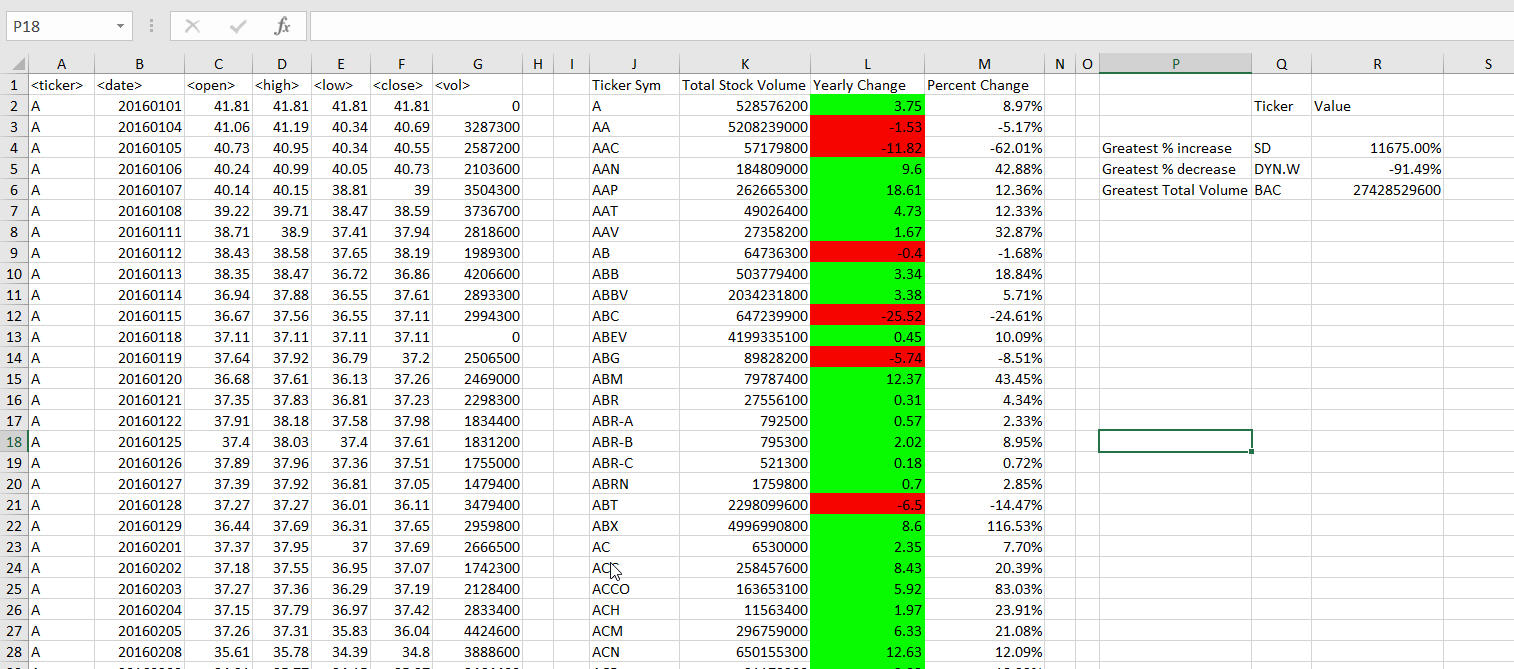 P18 fx
A B C D E F G H I J K L M N O P Q R S
1 <ticker> <date> <open> <high> <low> <close> <vol> Ticker Sym Total Stock Volume Yearly Change Percent Change
2 A 20160101 41.81 41.81 41.81 41.81 0 A 528576200 3.75 8.97% Ticker Value
3 A 20160104 41.06 41.19 40.34 40.69 3287300 AA 5208239000 -1.53 -5.17%
4 A 20160105 40.73 40.95 40.34 40.55 2587200 AAC 57179800 -11.82 -62.01% Greatest % increase SD 11675.00%
5 A 20160106 40.24 40.99 40.05 40.73 2103600 AAN 184809000 9.6 42.88% Greatest % decrease DYN.W -91.49%
6 A 20160107 40.14 40.15 38.81 39 3504300 AAP 262665300 18.61 12.36% Greatest Total Volume BAC 27428529600
7 A 20160108 39.22 39.71 38.47 38.59 3736700 AAT 49026400 4.73 12.33%
8 A 20160111 38.71 38.9 37.41 37.94 2818600 AAV 27358200 1.67 32.87%
9 A 20160112 38.43 38.58 37.65 38.19 1989300 AB 64736300 -0.4 -1.68%
10 A 20160113 38.35 38.47 36.72 36.86 4206600 ABB 503779400 3.34 18.84%
11 A 20160114 36.94 37.88 36.55 37.61 2893300 ABBV 2034231800 3.38 5.71%
12 A 20160115 36.67 37.56 36.55 37.11 2994300 ABC 647239900 -25.52 -24.61%
13 A 20160118 37.11 37.11 37.11 37.11 0 ABEV 4199335100 0.45 10.09%
14 A 20160119 37.64 37.92 36.79 37.2 2506500 ABG 89828200 -5.74 -8.51%
15 A 20160120 36.68 37.61 36.13 37.26 2469000 ABM 79787400 12.37 43.45%
16 A 20160121 37.35 37.83 36.81 37.23 2298300 ABR 27556100 0.31 4.34%
17 A 20160122 37.91 38.18 37.58 37.98 1834400 ABR-A 792500 0.57 2.33%
18 A 20160125 37.4 38.03 37.4 37.61 1831200 ABR-B 795300 2.02 8.95%
19 A 20160126 37.89 37.96 37.36 37.51 1755000 ABR-C 521300 0.18 0.72%
20 A 20160127 37.39 37.92 36.81 37.05 1479400 ABRN 1759800 0.7 2.85%
21 A 20160128 37.27 37.27 36.01 36.11 3479400 ABT 2298099600 -6.5 -14.47%
22 A 20160129 36.44 37.69 36.31 37.65 2959800 ABX 4996990800 8.6 116.53%
23 A 20160201 37.37 37.95 37 37.69 2666500 AC 6530000 2.35 7.70%
24 A 20160202 37.18 37.55 36.95 37.07 1742300 258457600 8.43 20.39%
25 A 20160203 37.27 37.36 36.29 37.19 2128400 ACCO 163653100 5.92 83.03%
26 A 20160204 37.15 37.79 36.97 37.42 2833400 ACH 11563400 1.97 23.91%
27 A 20160205 37.26 37.31 35.83 36.04 4424600 ACM 296759000 6.33 21.08%
28 A 20160208 35.61 35.78 34.39 34.8 3888600 ACN 650155300 12.63 12.09%